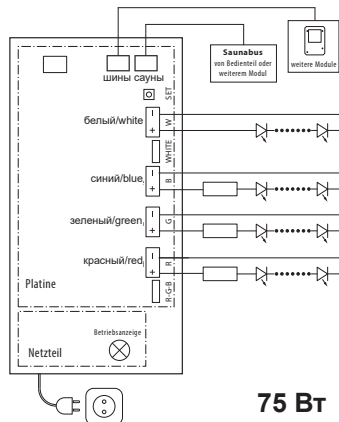 шины сауны
Saunabus
von Bedienteil oder
weiterem Modul
weitere Module
SET
белый/white
W
WHITE
синий/blue
B
зеленый/green
G
красный/red
R
R-G-B
Platine
Netzteil
Betriebsanzeige
75 Вт